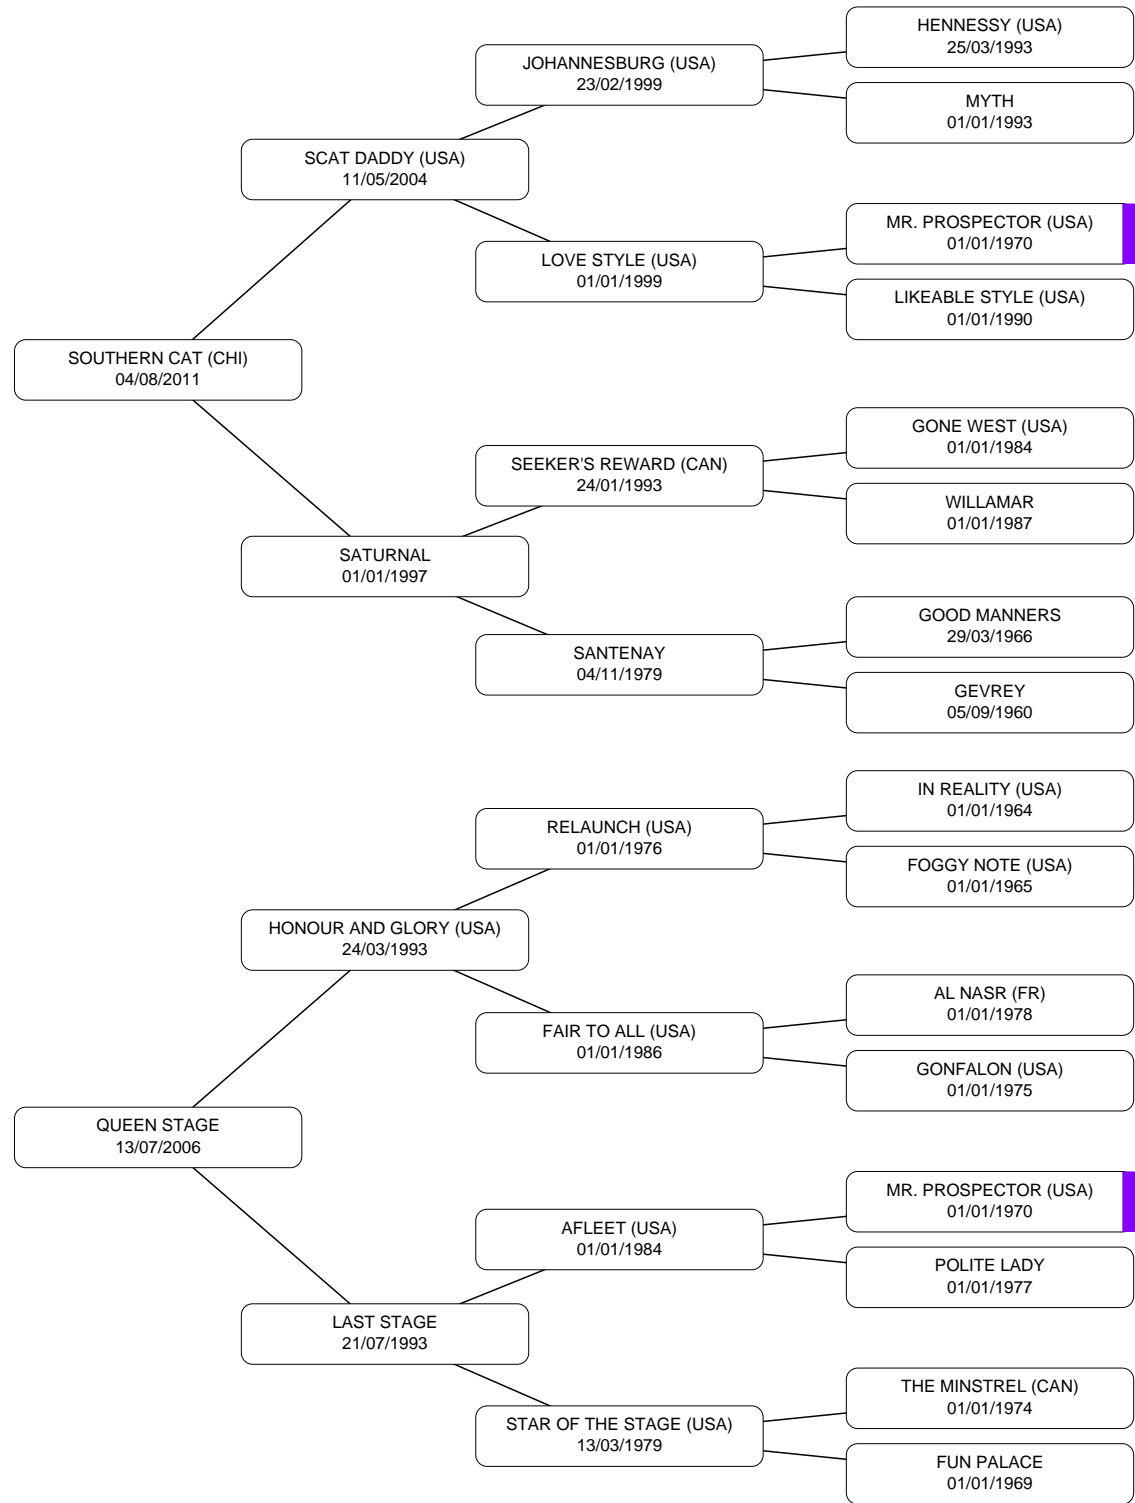 HENNESSY (USA)
25/03/1993
JOHANNESBURG (USA)
23/02/1999
MYTH
01/01/1993
SCAT DADDY (USA)
11/05/2004
MR. PROSPECTOR (USA)
01/01/1970
LOVE STYLE (USA)
01/01/1999
LIKEABLE STYLE (USA)
01/01/1990
SOUTHERN CAT (CHI)
04/08/2011
GONE WEST (USA)
01/01/1984
SEEKER'S REWARD (CAN)
24/01/1993
WILLAMAR
01/01/1987
SATURNAL
01/01/1997
GOOD MANNERS
29/03/1966
SANTENAY
04/11/1979
GEVREY
05/09/1960
IN REALITY (USA)
01/01/1964
RELAUNCH (USA)
01/01/1976
FOGGY NOTE (USA)
01/01/1965
HONOUR AND GLORY (USA)
24/03/1993
AL NASR (FR)
01/01/1978
FAIR TO ALL (USA)
01/01/1986
GONFALON (USA)
01/01/1975
QUEEN STAGE
13/07/2006
MR. PROSPECTOR (USA)
01/01/1970
AFLEET (USA)
01/01/1984
POLITE LADY
01/01/1977
LAST STAGE
21/07/1993
THE MINSTREL (CAN)
01/01/1974
STAR OF THE STAGE (USA)
13/03/1979
FUN PALACE
01/01/1969